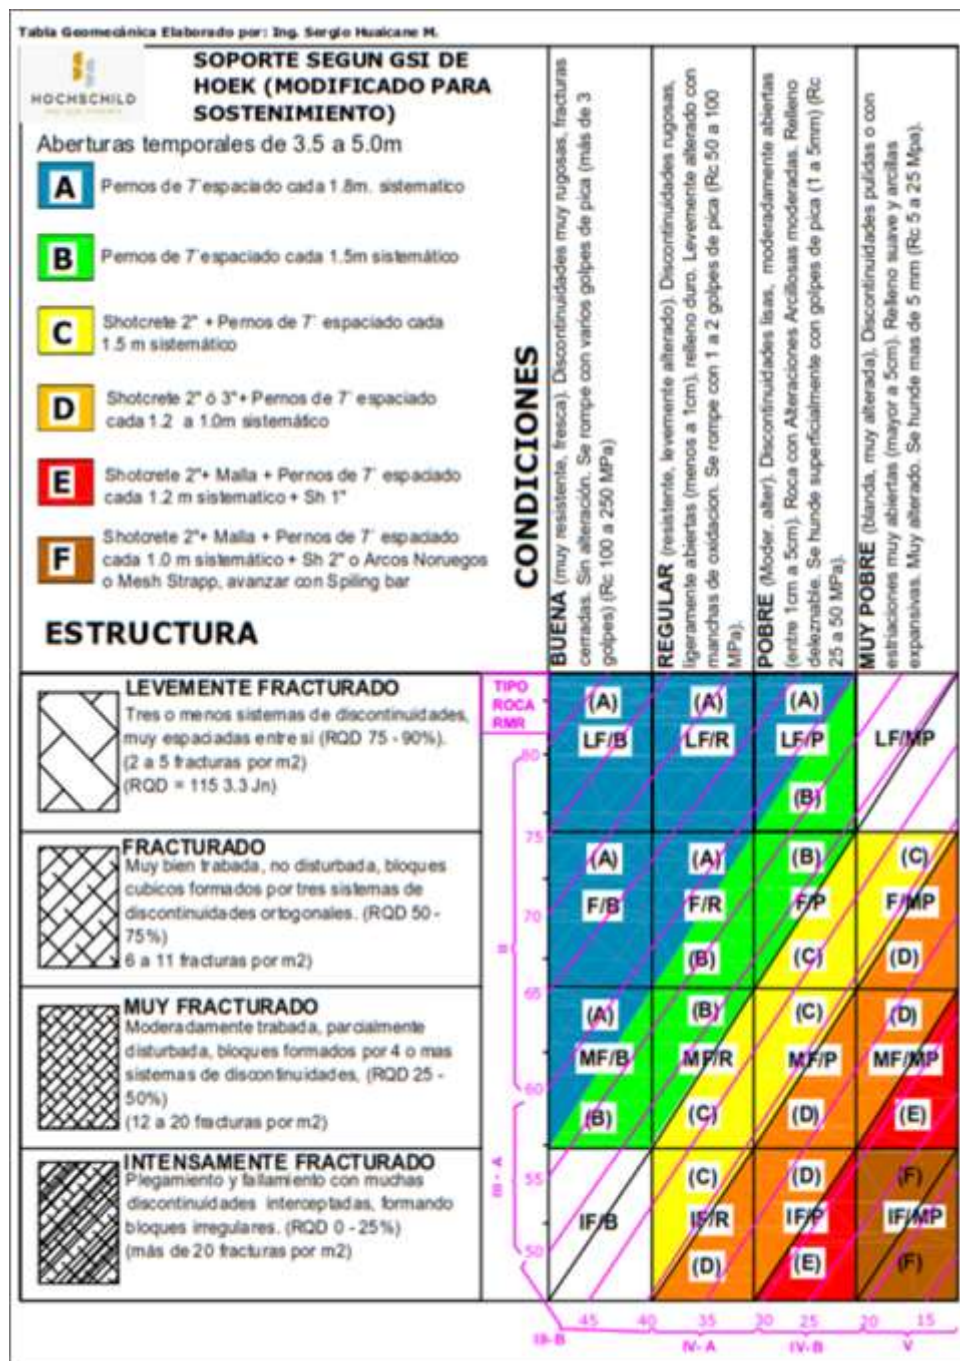 Tabla Geomecánica Elaborado por: Ing. Sergio Hualcane M.
HOCHSCHILD
SOPORTE SEGUN GSI DE
HOEK (MODIFICADO PARA
SOSTENIMIENTO)
Aberturas temporales de 3.5 a 5.0m
A
Pernos de 7´espaciado cada 1.8m. sistematico
B
Pernos de 7´espaciado cada 1.5m sistemático
C
Shotcrete 2" + Pernos de 7´ espaciado cada
1.5 m sistemático
D
Shotcrete 2" ó 3"+ Pernos de 7´ espaciado
cada 1.2 a 1.0m sistemático
E
Shotcrete 2"+ Malla + Pernos de 7´ espaciado
cada 1.2 m sistematico + Sh 1"
F
Shotcrete 2"+ Malla + Pernos de 7´ espaciado
cada 1.0 m sistemático + Sh 2" o Arcos Noruegos
o Mesh Strapp, avanzar con Spiling bar
ESTRUCTURA
CONDICIONES
BUENA (muy resistente, fresca). Discontinuidades muy rugosas, fracturas
cerradas. Sin alteración. Se rompe con varios golpes de pica (más de 3
golpes) (Rc 100 a 250 MPa)
REGULAR (resistente, levemente alterado). Discontinuidades rugosas,
ligeramente abiertas (menos a 1cm), relleno duro. Levemente alterado con
manchas de oxidacion. Se rompe con 1 a 2 golpes de pica (Rc 50 a 100
MPa).
POBRE (Moder. alter). Discontinuidades lisas, moderadamente abiertas
(entre 1cm a 5cm). Roca con Alteraciones Arcillosas moderadas. Relleno
deleznable. Se hunde superficialmente con golpes de pica (1 a 5mm) (Rc
25 a 50 MPa).
MUY POBRE (blanda, muy alterada), Discontinuidades pulidas o con
estriaciones muy abiertas (mayor a 5cm). Relleno suave y arcillas
expansivas. Muy alterado. Se hunde mas de 5 mm (Rc 5 a 25 Mpa).
TIPO
ROCA
RMR
LEVEMENTE FRACTURADO
Tres o menos sistemas de discontinuidades,
muy espaciadas entre si (RQD 75 - 90%).
(2 a 5 fracturas por m2)
(RQD = 115 3.3 Jn)
(A) (A) (A)
LF/B LF/R LF/P LF/MP
(B)
80
75
FRACTURADO
Muy bien trabada, no disturbada, bloques
cubicos formados por tres sistemas de
discontinuidades ortogonales. (RQD 50 -
75%)
6 a 11 fracturas por m2)
(A) (A) (B) (C)
F/B F/R F/P F/MP
(B) (C) (D)
70
II
65
MUY FRACTURADO
Moderadamente trabada, parcialmente
disturbada, bloques formados por 4 o mas
sistemas de discontinuidades, (RQD 25 -
50%)
(12 a 20 fracturas por m2)
(A) (B) (C) (D)
MF/B MF/R MF/P MF/MP
(B) (C) (D) (E)
60
III - A
INTENSAMENTE FRACTURADO
Plegamiento y fallamiento con muchas
discontinuidades interceptadas, formando
bloques irregulares. (RQD 0 - 25%)
(más de 20 fracturas por m2)
(C) (D) (F)
IF/B IF/R IF/P IF/MP
(D) (E) (F)
55
50
45 40 35 30 25 20 15
III- B IV- A IV- B V